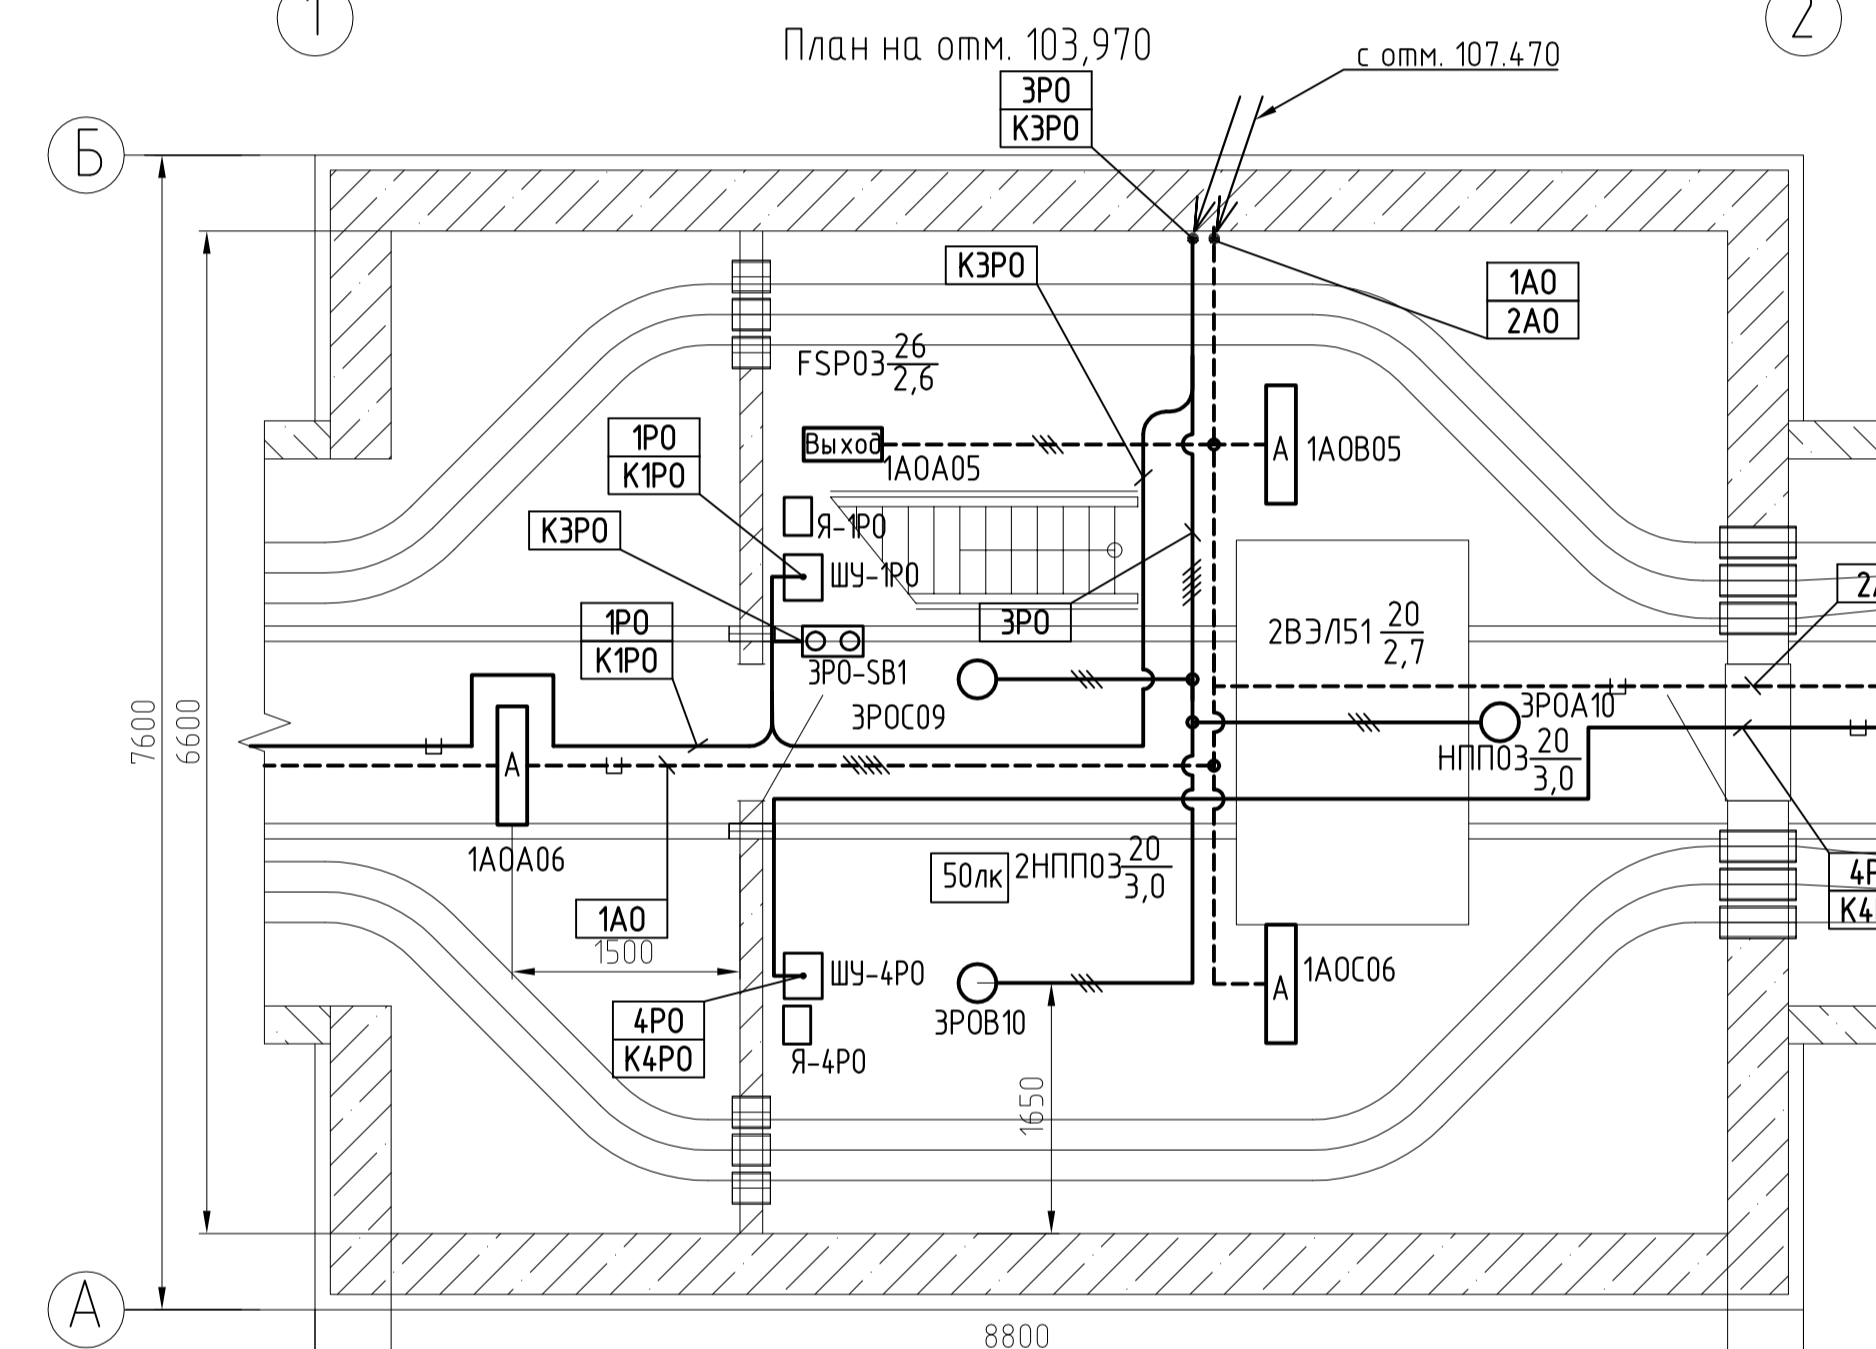 1
2
План на отм. 103,970
с отм. 107.470
3РО
К3РО
Б
К3РО
1АО
2АО
FSP03 26
2,6
1РО
К1РО
Выход
1АОА05
А
1АОВ05
К3РО
Я-1РО
ШУ-1РО
1РО
К1РО
3РО
2ВЭЛ51 20
2,7
3РО-SB1
3РОС09
3РОА10
НПП03 20
3,0
7600
6600
А
1АОА06
50лк
2НПП03 20
3,0
4Р
К4
1АО
1500
ШУ-4РО
А
1АОС06
4РО
К4РО
3РОВ10
Я-4РО
1650
А
8800